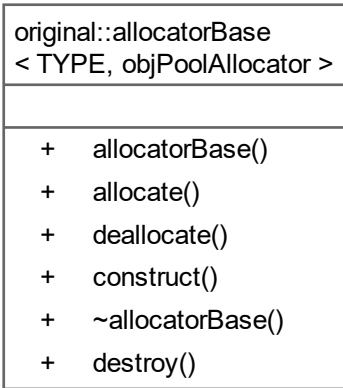 original::allocatorBase
< TYPE, objPoolAllocator >
+ allocatorBase()
+ allocate()
+ deallocate()
+ construct()
+ ~allocatorBase()
+ destroy()